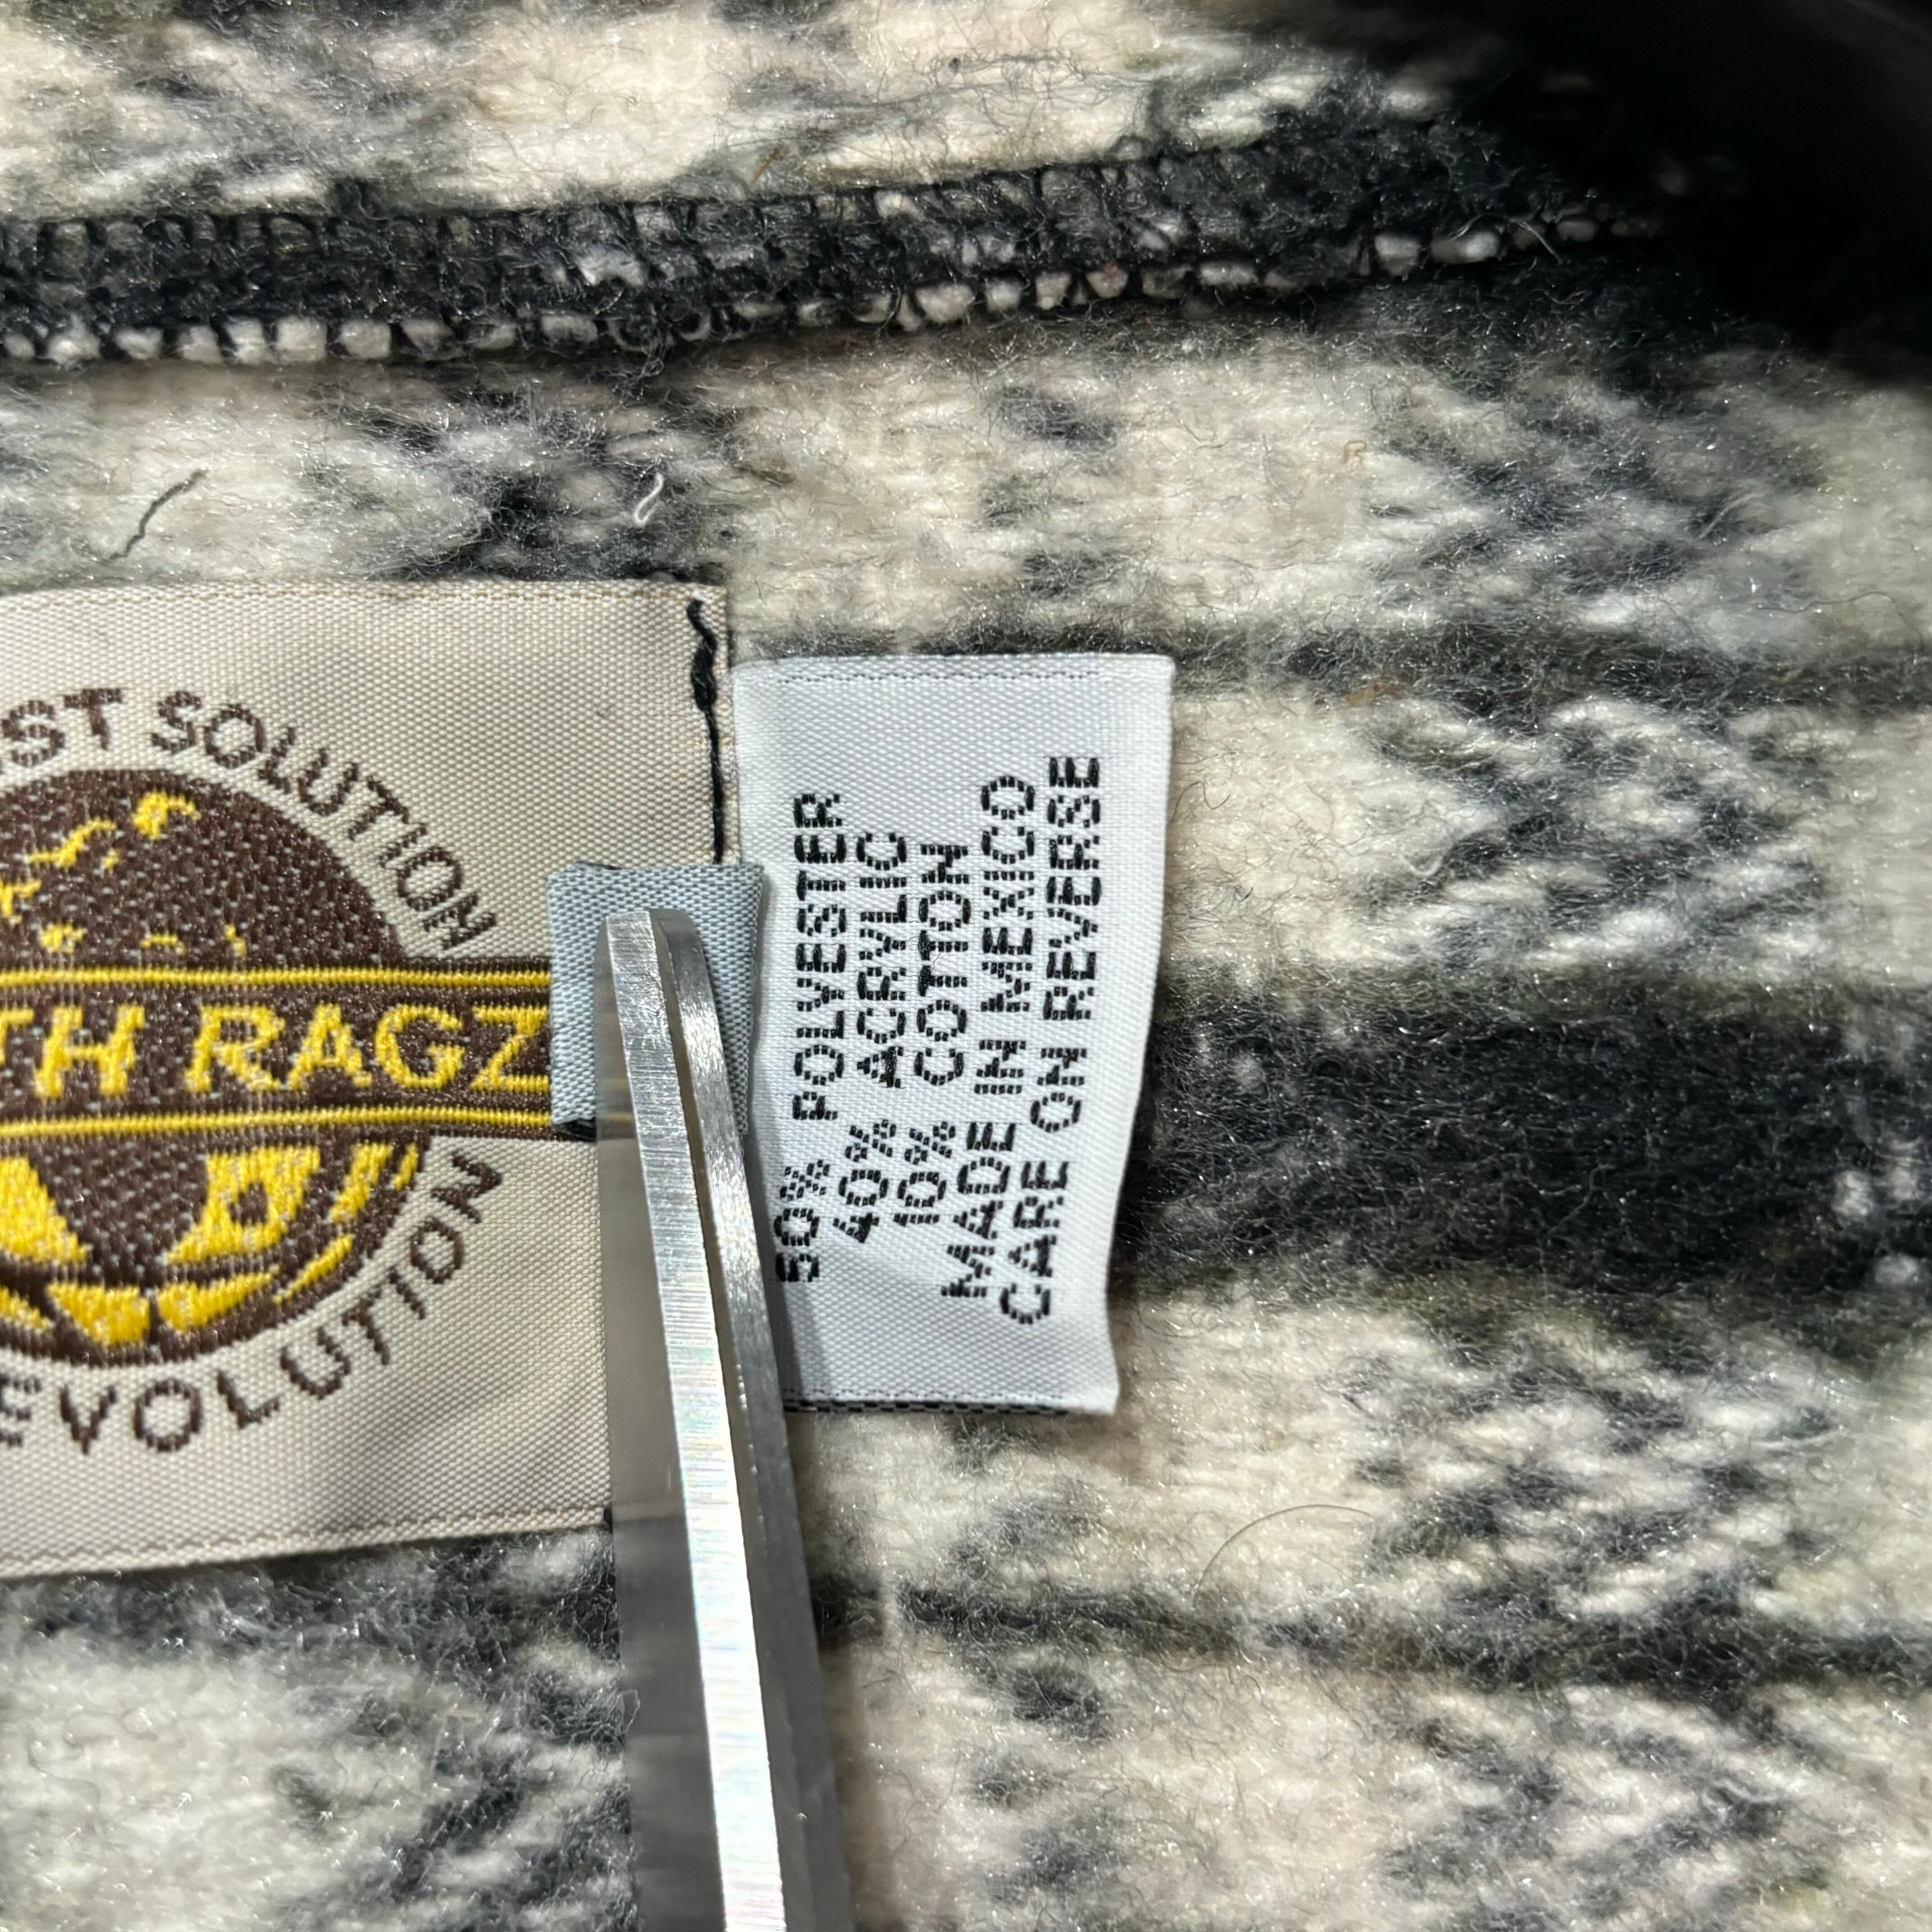 ST SOLUTION
TH RAGZ
EVOLUTION
50% POLYESTER
40% ACRYLIC
10% COTTON
MADE IN MEXICO
CARE ON REVERSE